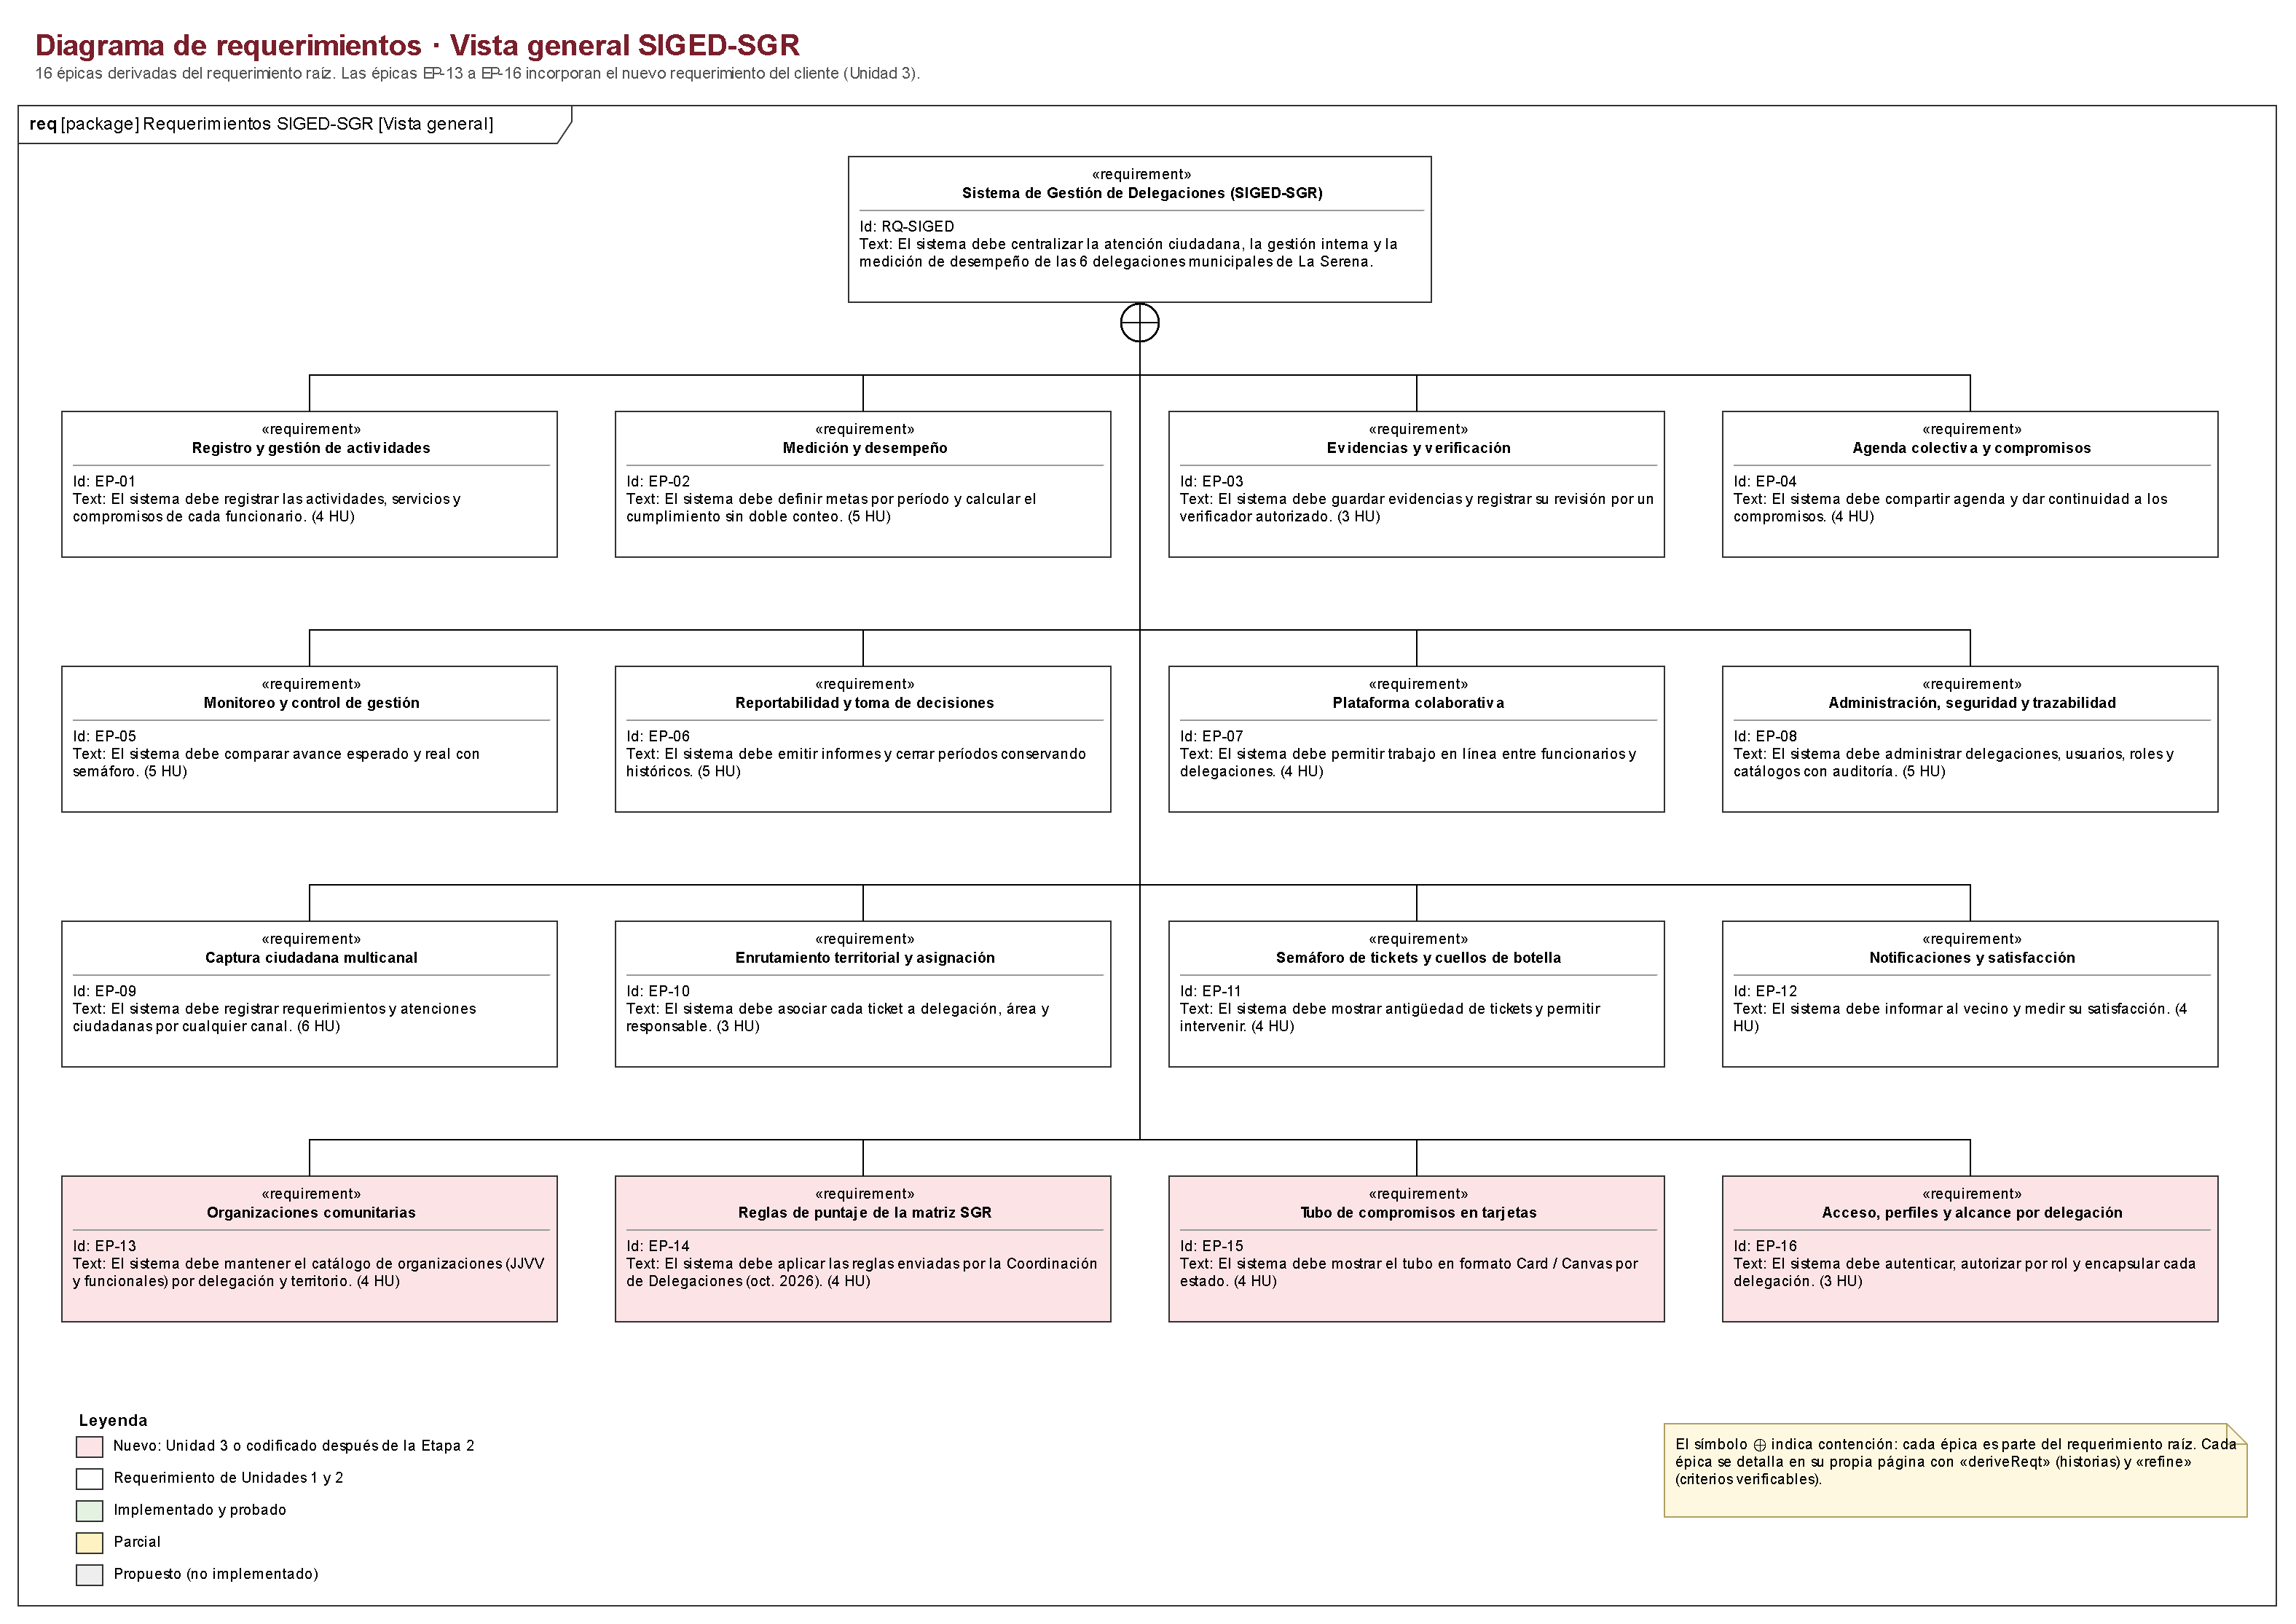 Diagrama de requerimientos · Vista general SIGED-SGR
16 épicas derivadas del requerimiento raíz. Las épicas EP-13 a EP-16 incorporan el nuevo requerimiento del cliente (Unidad 3).
req [package] Requerimientos SIGED-SGR [Vista general]
«requirement»
Sistema de Gestión de Delegaciones (SIGED-SGR)
Id: RQ-SIGED
Text: El sistema debe centralizar la atención ciudadana, la gestión interna y la
medición de desempeño de las 6 delegaciones municipales de La Serena.
«requirement»
Registro y gestión de actividades
Id: EP-01
Text: El sistema debe registrar las actividades, servicios y
compromisos de cada funcionario. (4 HU)
«requirement»
Medición y desempeño
Id: EP-02
Text: El sistema debe definir metas por período y calcular el
cumplimiento sin doble conteo. (5 HU)
«requirement»
Evidencias y verificación
Id: EP-03
Text: El sistema debe guardar evidencias y registrar su revisión por un
verificador autorizado. (3 HU)
«requirement»
Agenda colectiva y compromisos
Id: EP-04
Text: El sistema debe compartir agenda y dar continuidad a los
compromisos. (4 HU)
«requirement»
Monitoreo y control de gestión
Id: EP-05
Text: El sistema debe comparar avance esperado y real con
semáforo. (5 HU)
«requirement»
Reportabilidad y toma de decisiones
Id: EP-06
Text: El sistema debe emitir informes y cerrar períodos conservando
históricos. (5 HU)
«requirement»
Plataforma colaborativa
Id: EP-07
Text: El sistema debe permitir trabajo en línea entre funcionarios y
delegaciones. (4 HU)
«requirement»
Administración, seguridad y trazabilidad
Id: EP-08
Text: El sistema debe administrar delegaciones, usuarios, roles y
catálogos con auditoría. (5 HU)
«requirement»
Captura ciudadana multicanal
Id: EP-09
Text: El sistema debe registrar requerimientos y atenciones
ciudadanas por cualquier canal. (6 HU)
«requirement»
Enrutamiento territorial y asignación
Id: EP-10
Text: El sistema debe asociar cada ticket a delegación, área y
responsable. (3 HU)
«requirement»
Semáforo de tickets y cuellos de botella
Id: EP-11
Text: El sistema debe mostrar antigüedad de tickets y permitir
intervenir. (4 HU)
«requirement»
Notificaciones y satisfacción
Id: EP-12
Text: El sistema debe informar al vecino y medir su satisfacción. (4
HU)
«requirement»
Organizaciones comunitarias
Id: EP-13
Text: El sistema debe mantener el catálogo de organizaciones (JJVV
y funcionales) por delegación y territorio. (4 HU)
«requirement»
Reglas de puntaje de la matriz SGR
Id: EP-14
Text: El sistema debe aplicar las reglas enviadas por la Coordinación
de Delegaciones (oct. 2026). (4 HU)
«requirement»
Tubo de compromisos en tarjetas
Id: EP-15
Text: El sistema debe mostrar el tubo en formato Card / Canvas por
estado. (4 HU)
«requirement»
Acceso, perfiles y alcance por delegación
Id: EP-16
Text: El sistema debe autenticar, autorizar por rol y encapsular cada
delegación. (3 HU)
Leyenda
Nuevo: Unidad 3 o codificado después de la Etapa 2
Requerimiento de Unidades 1 y 2
Implementado y probado
Parcial
Propuesto (no implementado)
El símbolo ⊕ indica contención: cada épica es parte del requerimiento raíz. Cada
épica se detalla en su propia página con «deriveReqt» (historias) y «refine»
(criterios verificables).